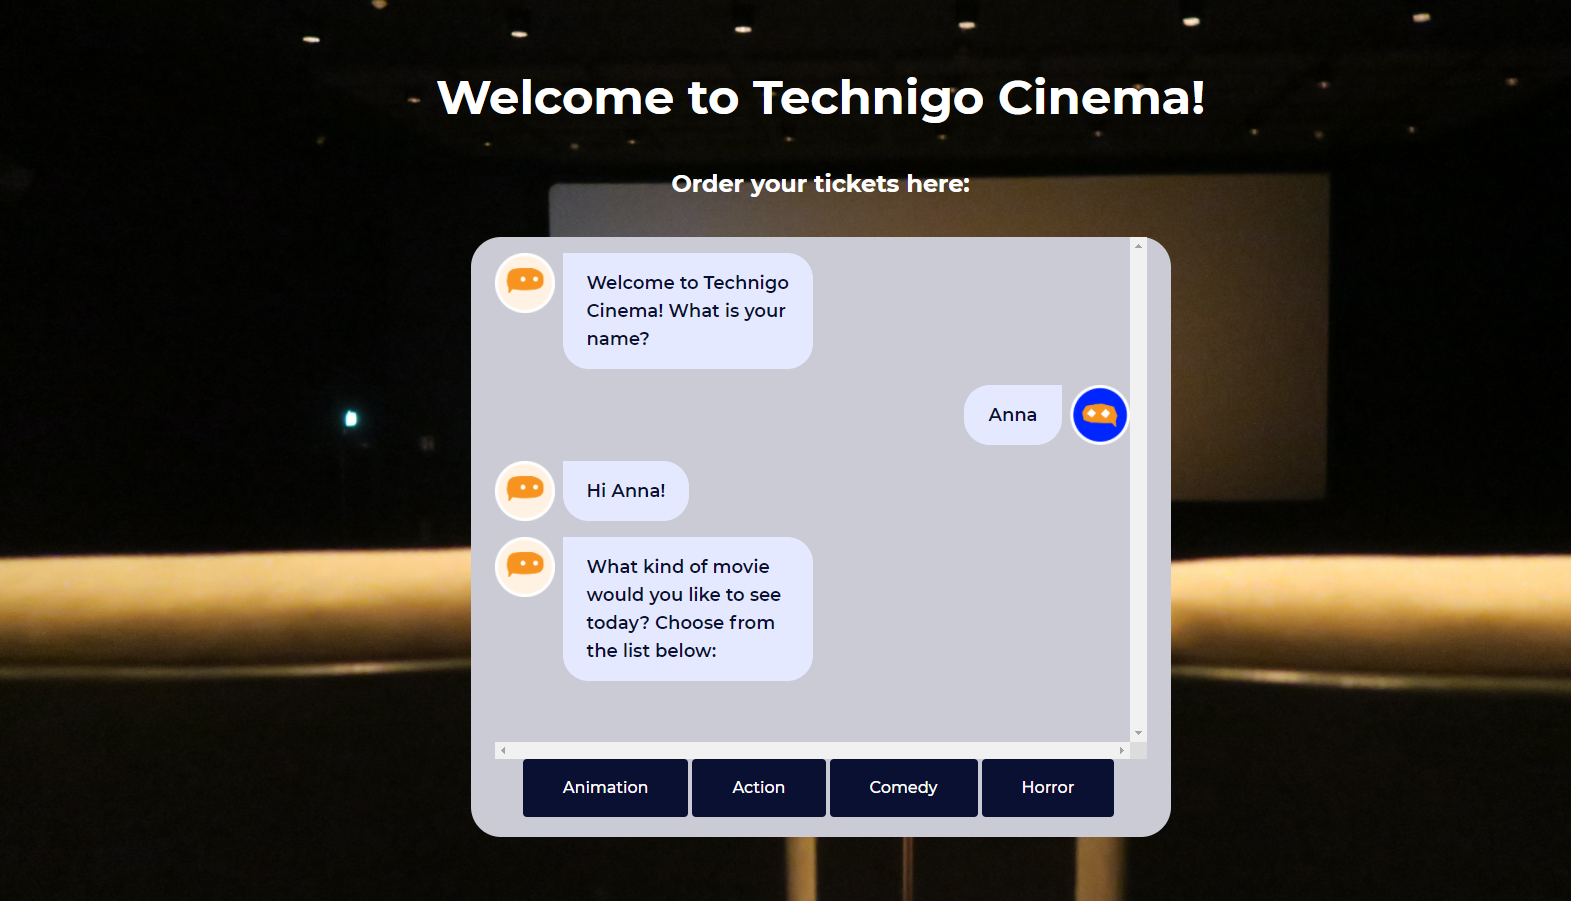 Welcome to Technigo Cinema!
Order your tickets here:
Welcome to Technigo
Cinema! What is your
name?
Anna
Hi Anna!
What kind of movie
would you like to see
today? Choose from
the list below:
Animation
Action
Comedy
Horror